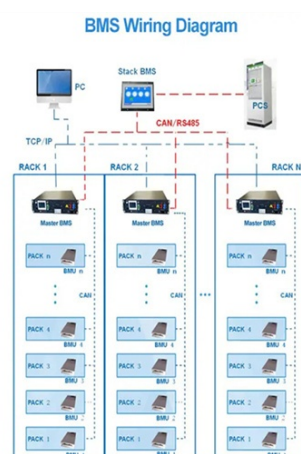 BMS Wiring Diagram
Stack BMS
PC
PCS
CAN/RS485
TCP/IP
RACK 1
RACK 2
RACK N
Master BMS
Master BMS
Master BMS
PACK n
PACK n
PACK n
BMU n
BMU n
BMU n
CAN
CAN
CAN
PACK 4
PACK 4
PACK 4
BMU 4
BMU 4
BMU 4
PACK 3
PACK 3
PACK 3
BMU 3
BMU 3
BMU 3
PACK 2
PACK 2
PACK 2
BMU 2
BMU 2
BMU 2
PACK 1
PACK 1
PACK 1